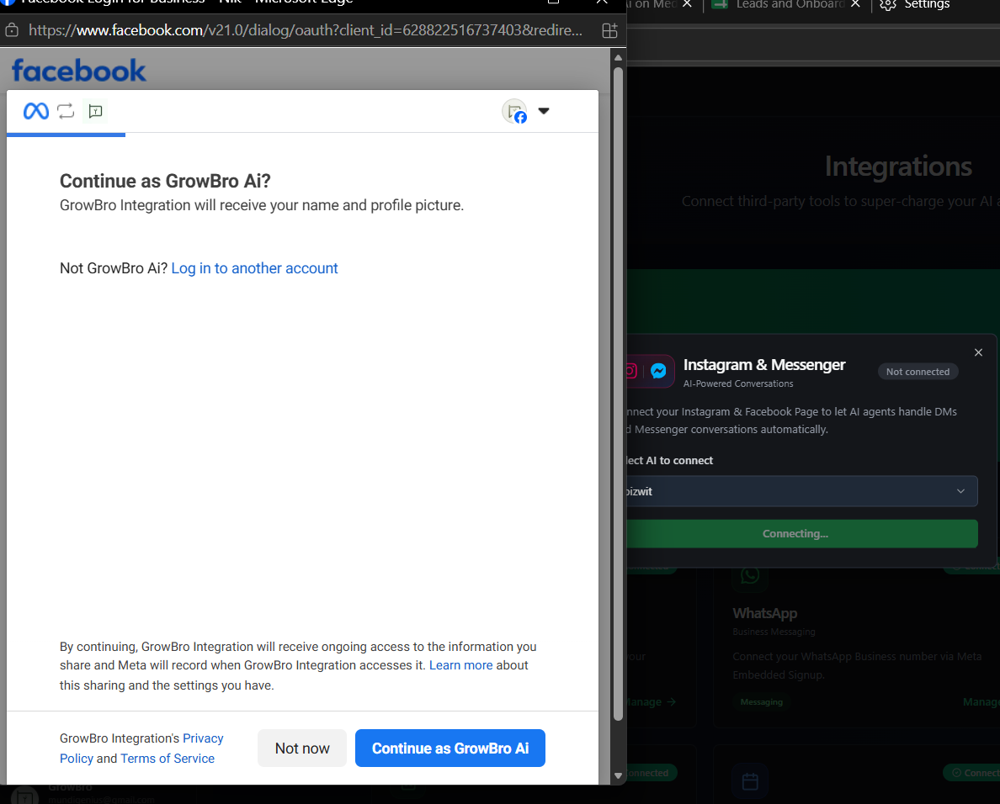 Facebook Login for Business - Nik - Microsoft Edge
https://www.facebook.com/v21.0/dialog/oauth?client_id=628822516737403&redire...
facebook
Continue as GrowBro Ai?
GrowBro Integration will receive your name and profile picture.
Not GrowBro Ai? Log in to another account
By continuing, GrowBro Integration will receive ongoing access to the information you
share and Meta will record when GrowBro Integration accesses it. Learn more about
this sharing and the settings you have.
GrowBro Integration's Privacy
Policy and Terms of Service
Not now
Continue as GrowBro Ai
on Med
Leads and Onboard
Settings
Integrations
Connect third-party tools to super-charge your AI
Instagram & Messenger
Not connected
AI-Powered Conversations
nnect your Instagram & Facebook Page to let AI agents handle DMs
d Messenger conversations automatically.
lect AI to connect
bizwit
Connecting...
WhatsApp
Business Messaging
your
Connect your WhatsApp Business number via Meta
Embedded Signup.
Manage →
Messaging
Manag
onnected
Connect
GrowBro